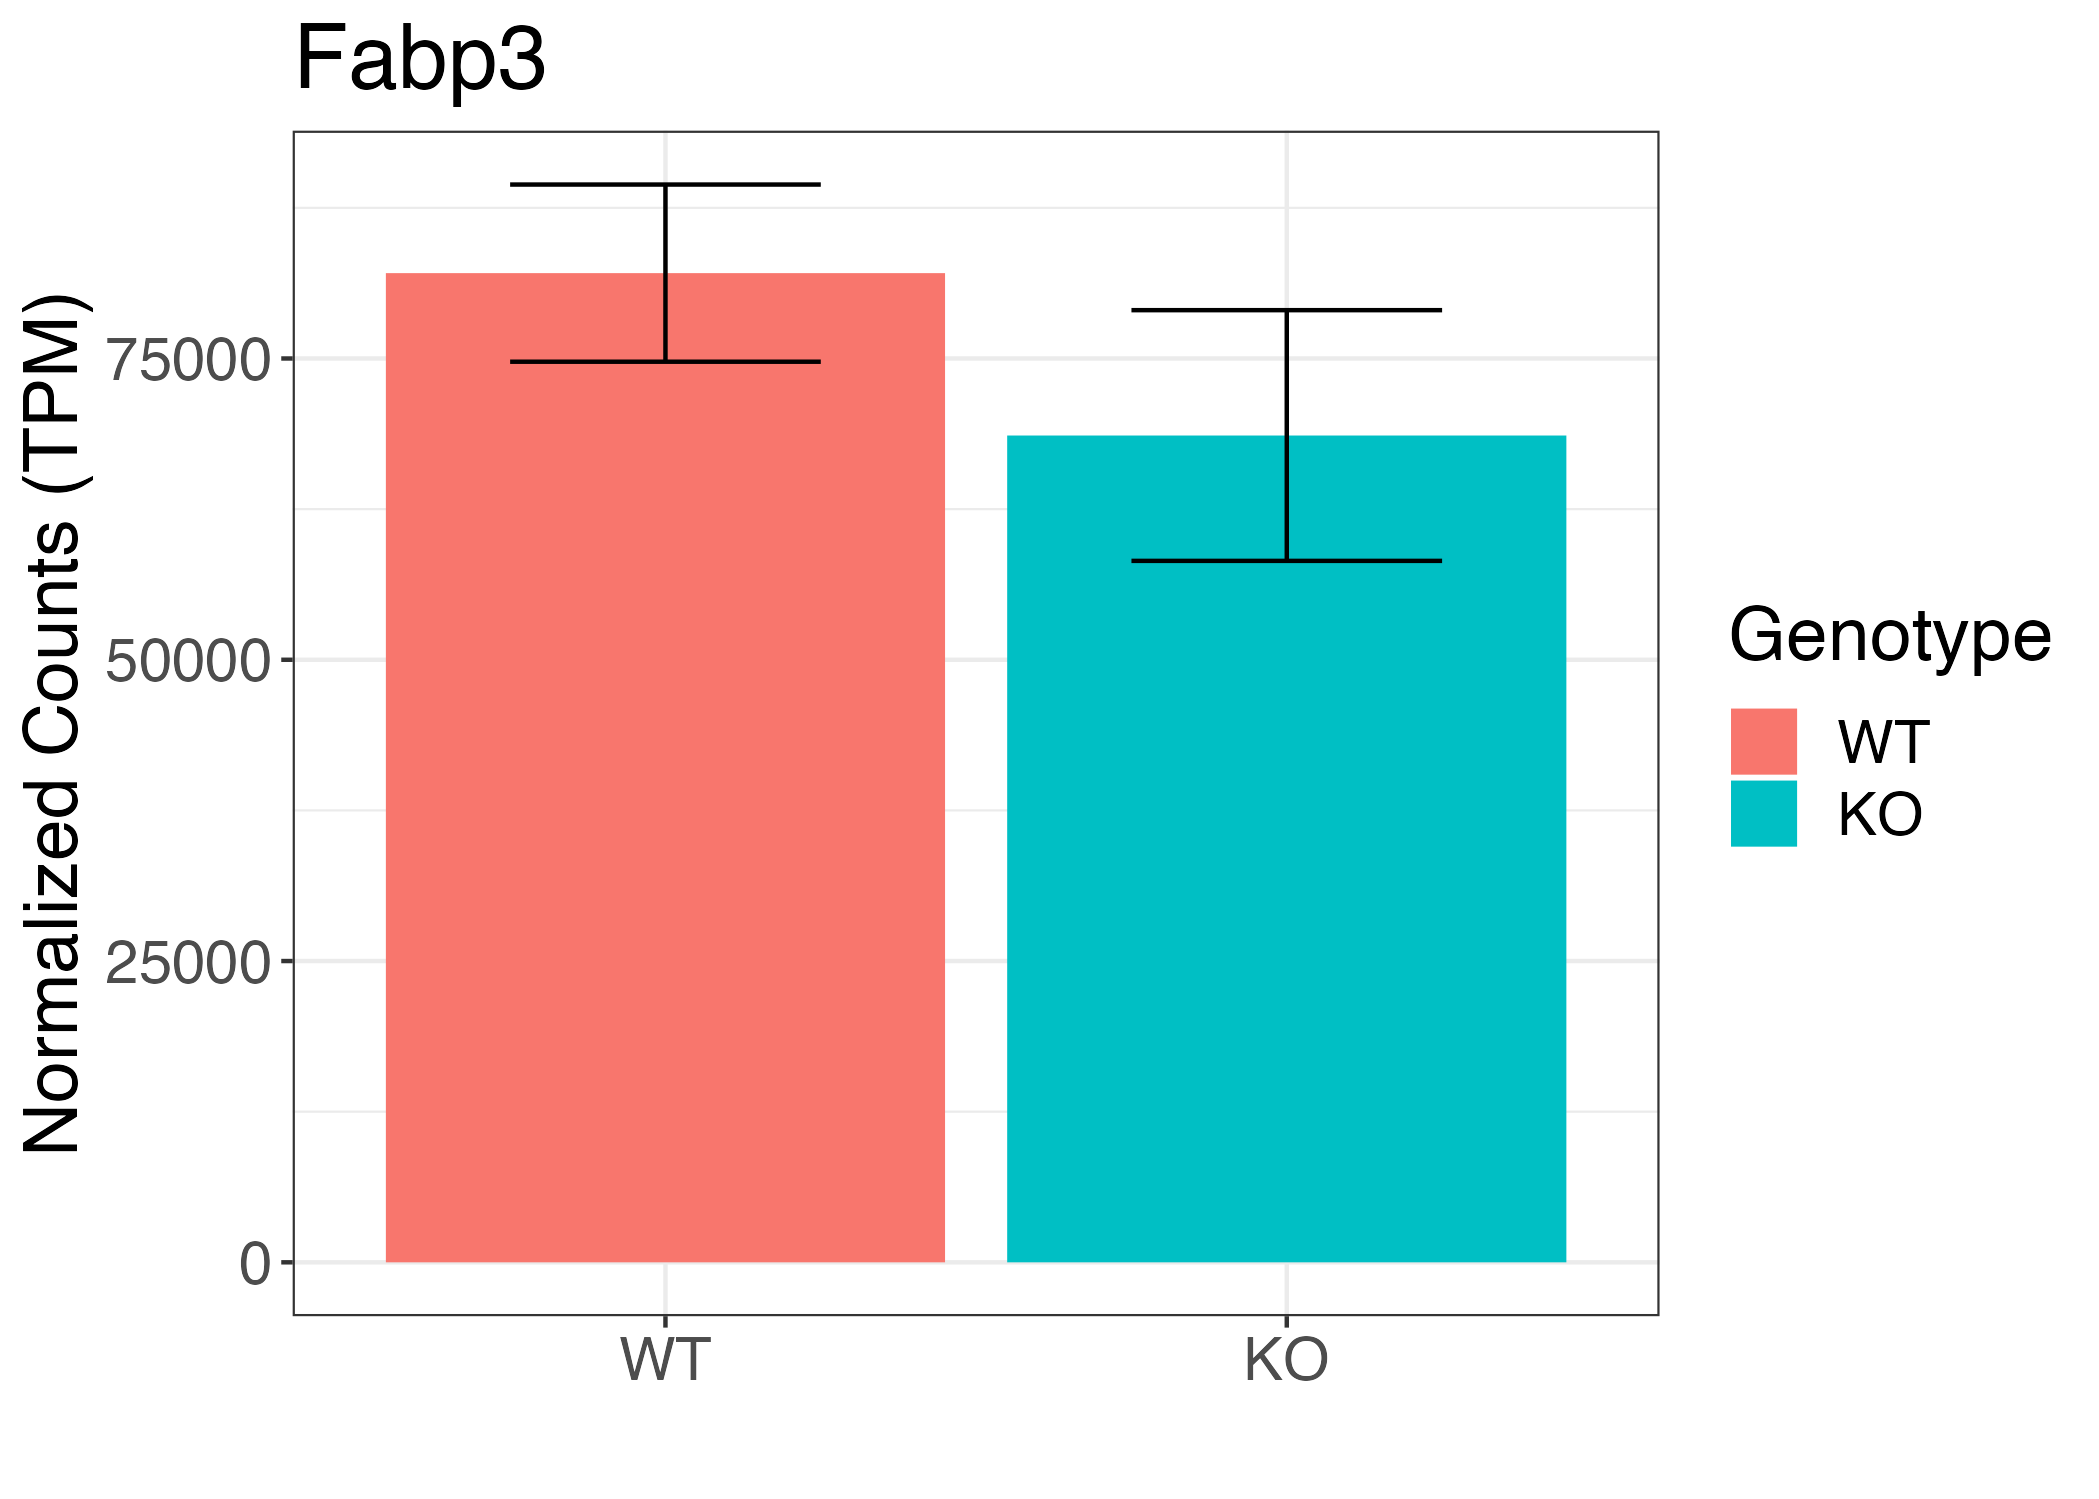 Fabp3
Normalized Counts (TPM)
75000
50000
25000
0
WT
KO
Genotype
WT
KO